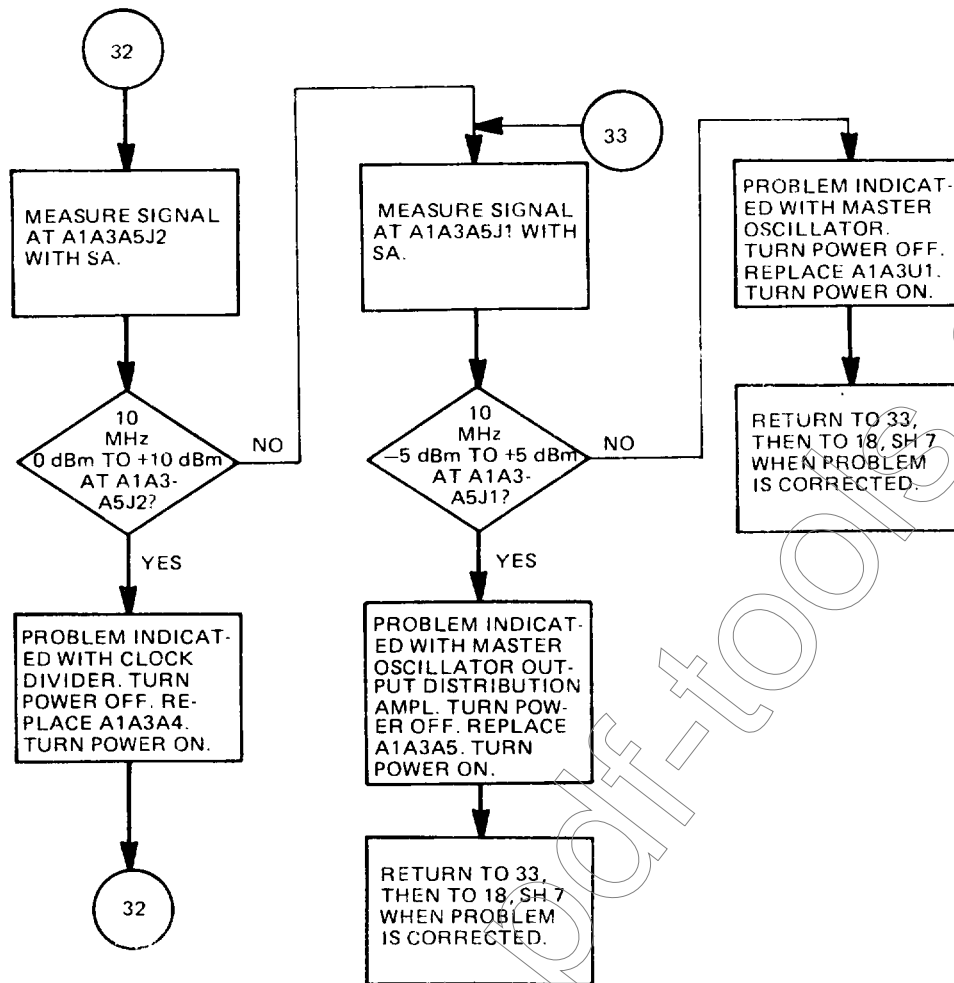 32
MEASURE SIGNAL
AT A1A3A5J2
WITH SA.
10
MHz
0 dBm TO +10 dBm
AT A1A3-
A5J2?
NO
YES
PROBLEM INDICAT-
ED WITH CLOCK
DIVIDER. TURN
POWER OFF. RE-
PLACE A1A3A4.
TURN POWER ON.
32
33
MEASURE SIGNAL
AT A1A3A5J1 WITH
SA.
10
MHz
—5 dBm TO +5 dBm
AT A1A3-
A5J1?
NO
YES
PROBLEM INDICAT-
ED WITH MASTER
OSCILLATOR OUT-
PUT DISTRIBUTION
AMPL. TURN POW-
ER OFF. REPLACE
A1A3A5. TURN
POWER ON.
RETURN TO 33,
THEN TO 18, SH 7
WHEN PROBLEM
IS CORRECTED.
PROBLEM INDICAT-
ED WITH MASTER
OSCILLATOR.
TURN POWER OFF.
REPLACE A1A3U1.
TURN POWER ON.
RETURN TO 33,
THEN TO 18, SH 7
WHEN PROBLEM
IS CORRECTED.
pdf-tools